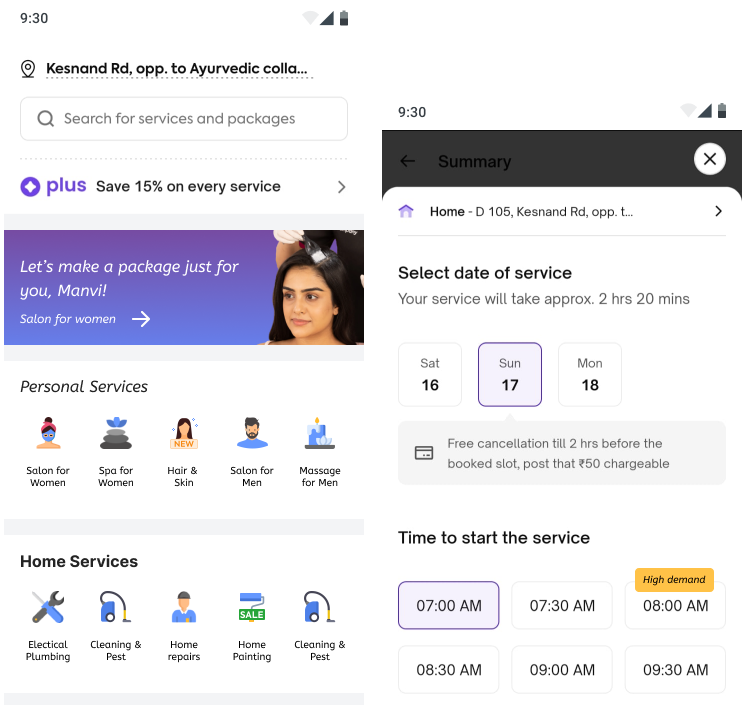 9:30
Kesnand Rd, opp. to Ayurvedic colla...
Search for services and packages
plus Save 15% on every service
Let's make a package just for
you, Manvi!
Salon for women
Personal Services
Salon for
Women
Spa for
Women
NEW
Hair &
Skin
Salon for
Men
Massage
for Men
Home Services
Electical
Plumbing
Cleaning &
Pest
Home
repairs
SALE
Home
Painting
Cleaning &
Pest
9:30
Summary
Home - D 105, Kesnand Rd, opp. t...
Select date of service
Your service will take approx. 2 hrs 20 mins
Sat
16
Sun
17
Mon
18
Free cancellation till 2 hrs before the
booked slot, post that ₹50 chargeable
Time to start the service
High demand
07:00 AM
07:30 AM
08:00 AM
08:30 AM
09:00 AM
09:30 AM